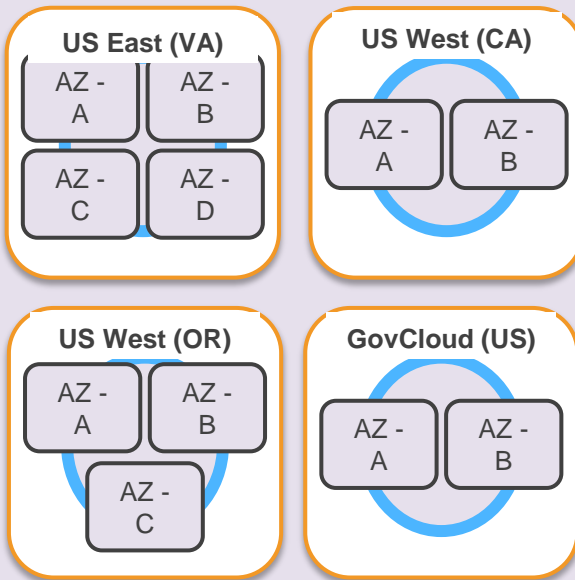 US East (VA)
AZ -
A
AZ -
B
AZ -
C
AZ -
D
US West (CA)
AZ -
A
AZ -
B
US West (OR)
AZ -
A
AZ -
B
AZ -
C
GovCloud (US)
AZ -
A
AZ -
B